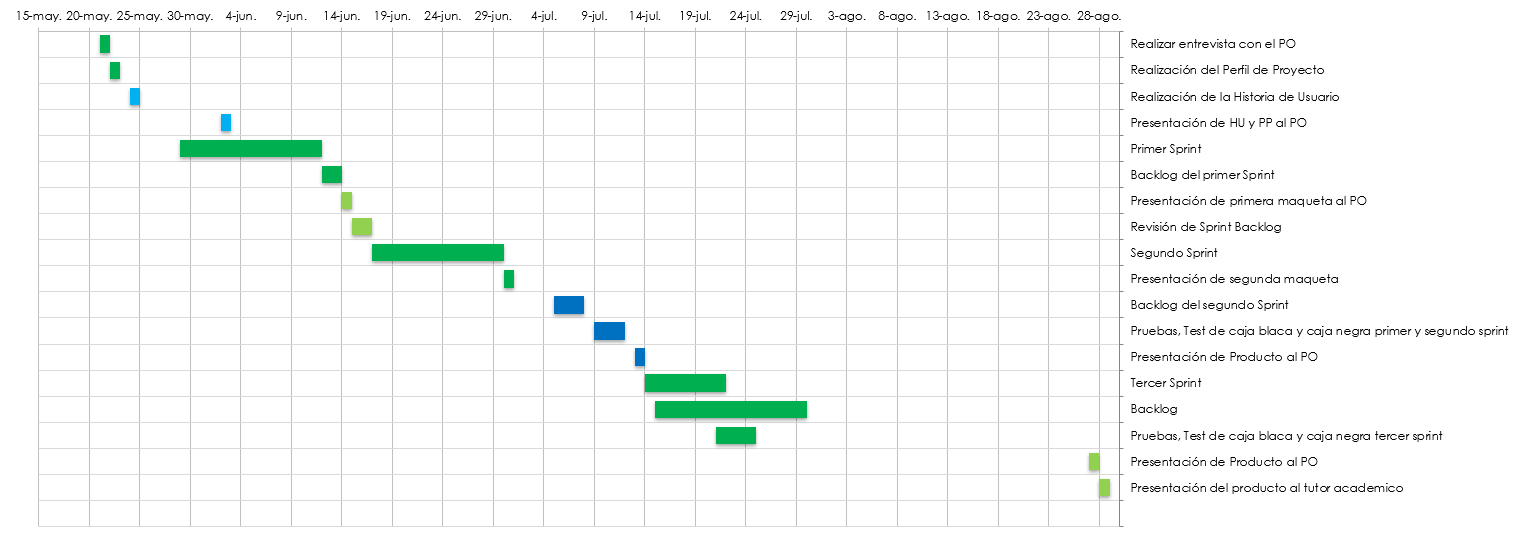 15-may. 20-may. 25-may. 30-may. 4-jun. 9-jun. 14-jun. 19-jun. 24-jun. 29-jun. 4-jul. 9-jul. 14-jul. 19-jul. 24-jul. 29-jul. 3-ago. 8-ago. 13-ago. 18-ago. 23-ago. 28-ago.
Realizar entrevista con el PO
Realización del Perfil de Proyecto
Realización de la Historia de Usuario
Presentación de HU y PP al PO
Primer Sprint
Backlog del primer Sprint
Presentación de primera maqueta al PO
Revisión de Sprint Backlog
Segundo Sprint
Presentación de segunda maqueta
Backlog del segundo Sprint
Pruebas, Test de caja blaca y caja negra primer y segundo sprint
Presentación de Producto al PO
Tercer Sprint
Backlog
Pruebas, Test de caja blaca y caja negra tercer sprint
Presentación de Producto al PO
Presentación del producto al tutor academico